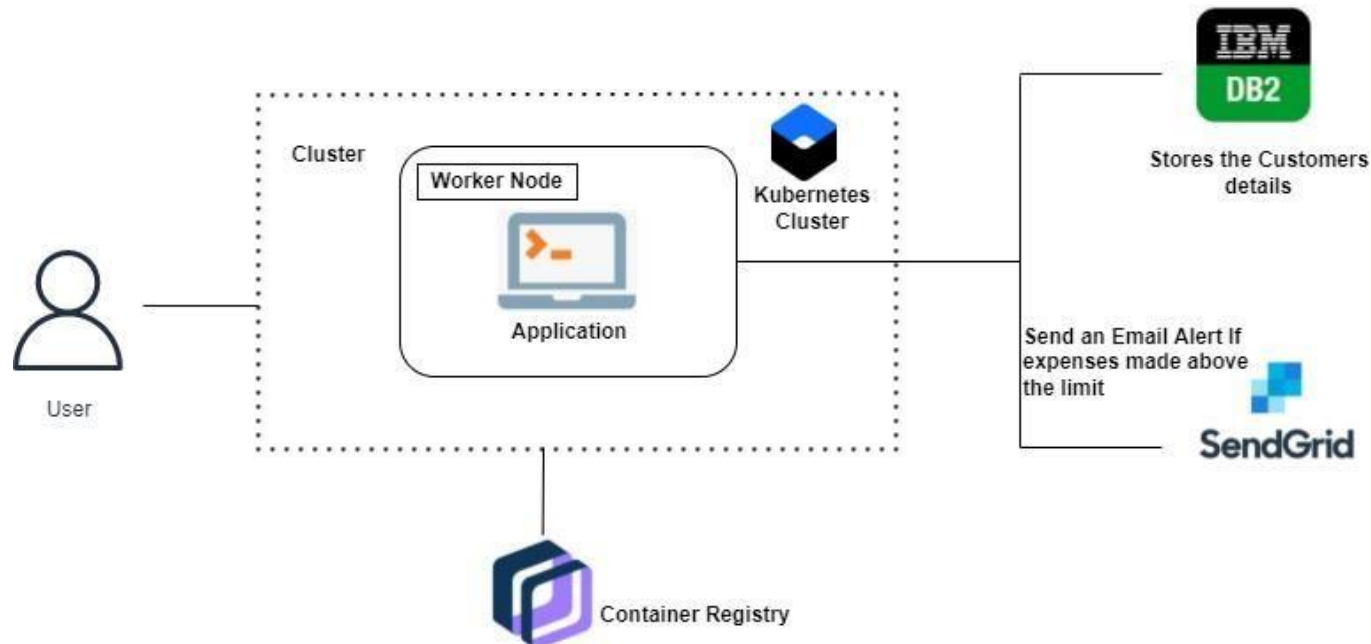 IBM
DB2
Stores the Customers
details
Cluster
Worker Node
Kubernetes
Cluster
Application
User
Send an Email Alert If
expenses made above
the limit
SendGrid
Container Registry